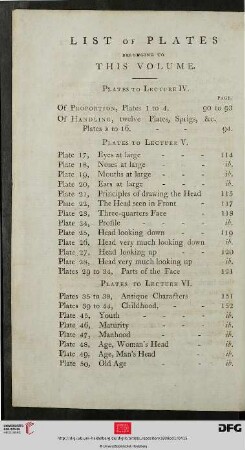 LIST OF PLATES
BELONGING TO
THIS VOLUME.
PLATES TO LECTURE IV.
PAGE.
Of PROPORTION, Plates 1 to 4, 90 to 93
Of HANDLING, twelve Plates, Sprigs, &c.
Plates 2 to 16, - - 94
PLATES TO LECTURE V.
Plate 17, Eyes at large - - - 114
Plate 18, Noses at large - - ib.
Plate 19, Mouths at large - - - ib.
Plate 20, Ears at large - - - ib.
Plate 21, Principles of drawing the Head 115
Plate 22, The Head seen in Front - 117
Plate 23, Three-quarters Face - - 118
Plate 24, Profile - - - ib.
Plate 25, Head looking down - - 119
Plate 26, Head very much looking down ib.
Plate 27, Head looking up - - 120
Plate 28, Head very much looking up - ib.
Plates 29 to 34, Parts of the Face - 121
PLATES TO LECTURE VI.
Plates 35 to 38, Antique Characters 151
Plates 39 to 44, Childhood, - - 152
Plate 45, Youth - - - ib.
Plate 46, Maturity - - - ib.
Plate 47, Manhood - - - ib.
Plate 48, Age, Woman's Head - ib.
Plate 49, Age, Man's Head - - ib.
Plate 50, Old Age - - - ib.